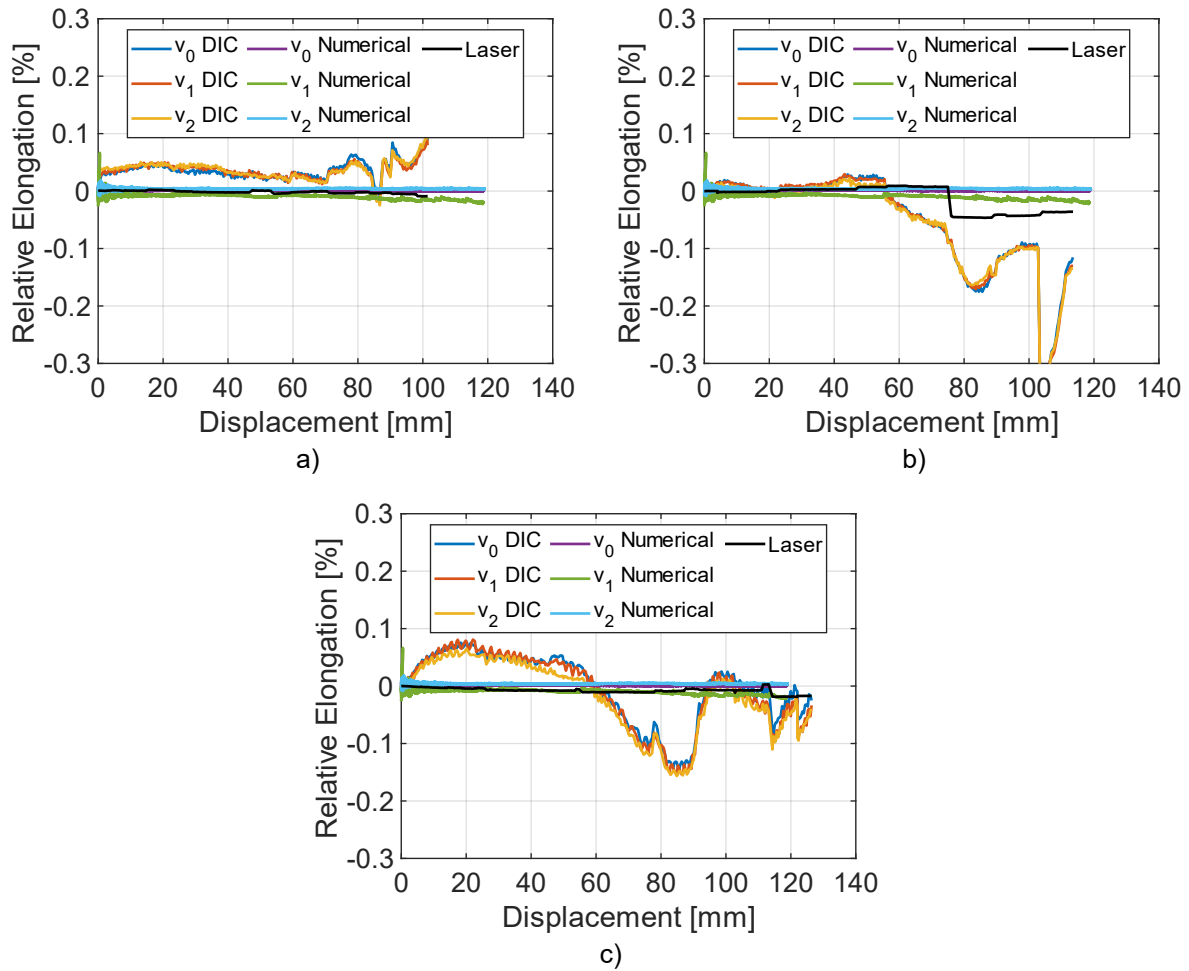 0.3
0.2
0.1
0
-0.1
-0.2
-0.3
Relative Elongation [%]
v0 DIC v0 Numerical Laser
v1 DIC v1 Numerical
v2 DIC v2 Numerical
0 20 40 60 80 100 120 140
Displacement [mm]
a)
0.3
0.2
0.1
0
-0.1
-0.2
-0.3
Relative Elongation [%]
v0 DIC v0 Numerical Laser
v1 DIC v1 Numerical
v2 DIC v2 Numerical
0 20 40 60 80 100 120 140
Displacement [mm]
b)
0.3
0.2
0.1
0
-0.1
-0.2
-0.3
Relative Elongation [%]
v0 DIC v0 Numerical Laser
v1 DIC v1 Numerical
v2 DIC v2 Numerical
0 20 40 60 80 100 120 140
Displacement [mm]
c)